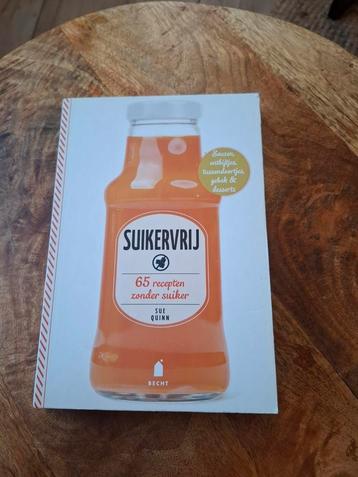 Sauzen,
ontbijtjes,
tussendoortjes,
gebak &
desserts
SUIKERVRIJ
65 recepten
zonder suiker
SUE
QUINN
BECHT